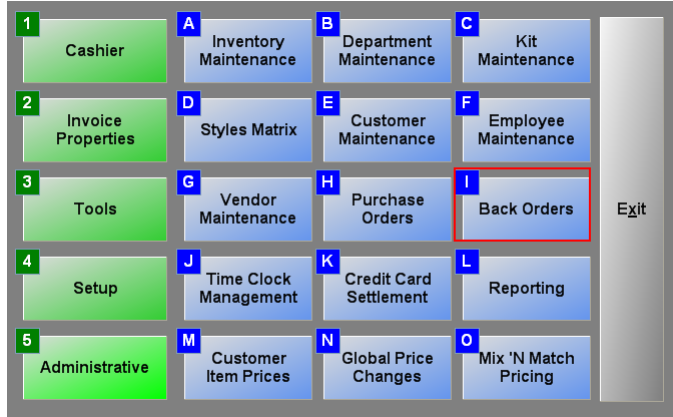 1
Cashier
A
Inventory
Maintenance
B
Department
Maintenance
C
Kit
Maintenance
2
Invoice
Properties
D
Styles Matrix
E
Customer
Maintenance
F
Employee
Maintenance
3
Tools
G
Vendor
Maintenance
H
Purchase
Orders
I
Back Orders
Exit
4
Setup
J
Time Clock
Management
K
Credit Card
Settlement
L
Reporting
5
Administrative
M
Customer
Item Prices
N
Global Price
Changes
O
Mix 'N Match
Pricing